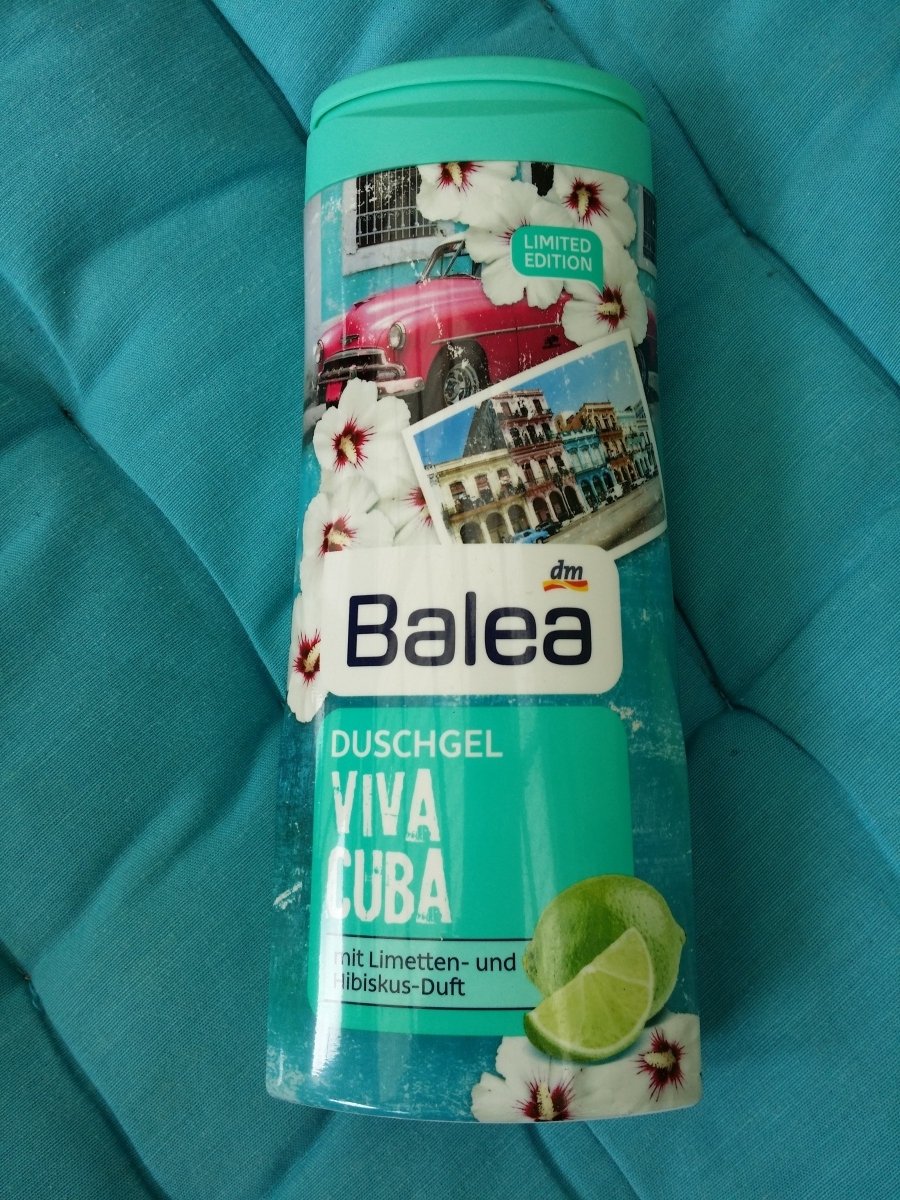 LIMITED
EDITION
dm
Balea
DUSCHGEL
VIVA
CUBA
mit Limetten- und
Hibiskus-Duft